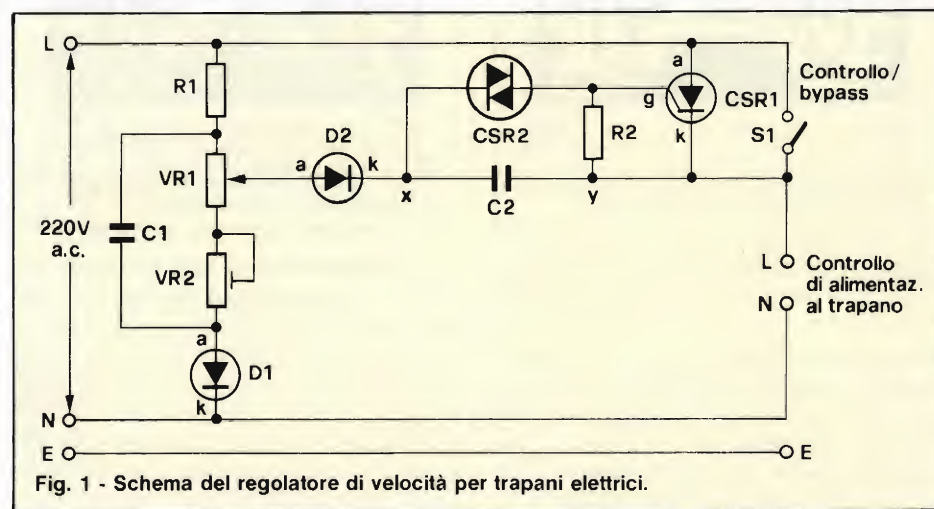 L
R1
a
Controllo/
bypass
CSR1
g
k
S1
CSR2
R2
D2
a
k
VR1
x
C2
y
220V
a.c.
C1
VR2
L
Controllo
di alimentaz.
N
al trapano
a
D1
k
N
E
E
Fig. 1 - Schema del regolatore di velocità per trapani elettrici.